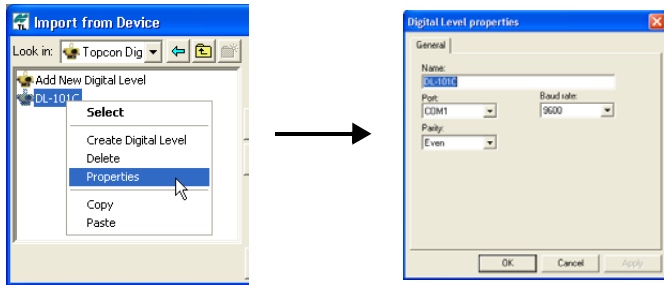 Import from Device
Look in: Topcon Dig
Add New Digital Level
DL-101C
Select
Create Digital Level
Delete
Properties
Copy
Paste
Digital Level properties
General
Name:
DL-101C
Port: Baud rate:
COM1 9600
Parity:
Even
OK Cancel Apply